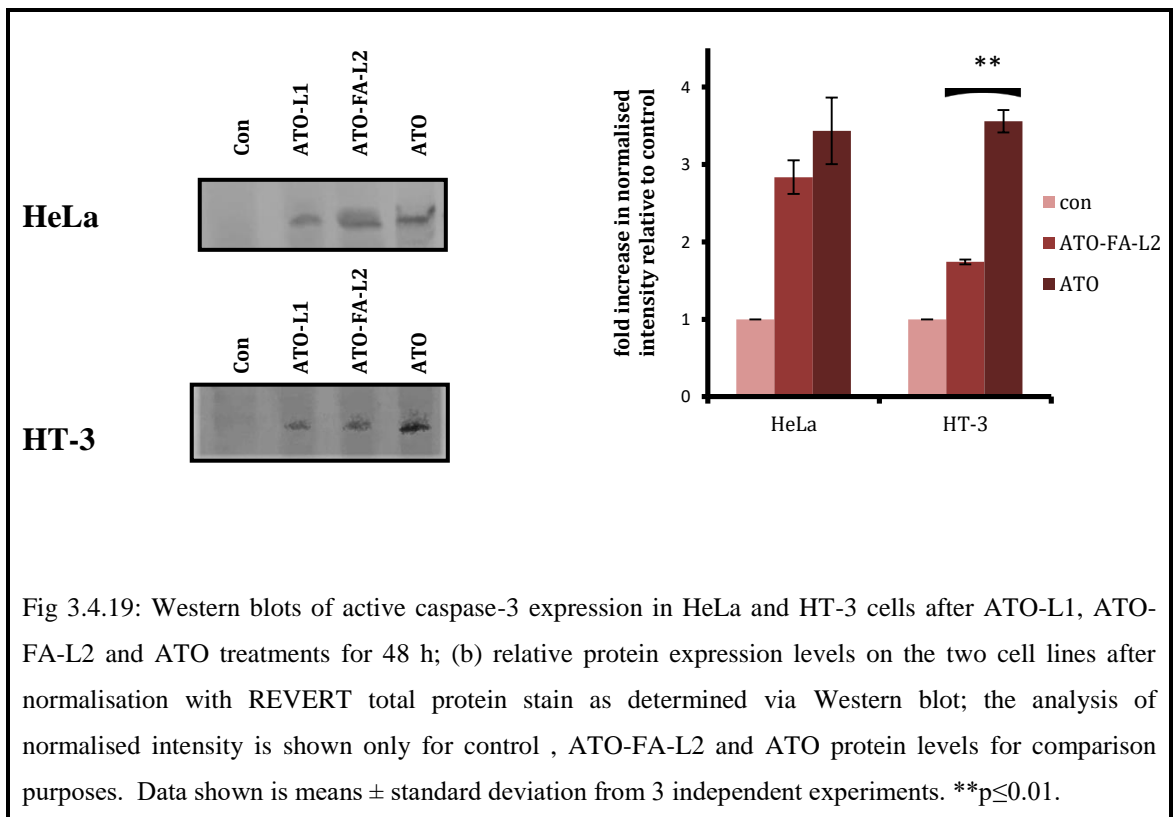 Con
ATO-L1
ATO-FA-L2
ATO
HeLa
Con
ATO-L1
ATO-FA-L2
ATO
HT-3
fold increase in normalised
intensity relative to control
4
3
2
1
0
**
HeLa
HT-3
con
ATO-FA-L2
ATO
Fig 3.4.19: Western blots of active caspase-3 expression in HeLa and HT-3 cells after ATO-L1, ATO-
FA-L2 and ATO treatments for 48 h; (b) relative protein expression levels on the two cell lines after
normalisation with REVERT total protein stain as determined via Western blot; the analysis of
normalised intensity is shown only for control , ATO-FA-L2 and ATO protein levels for comparison
purposes. Data shown is means ± standard deviation from 3 independent experiments. **p≤0.01.